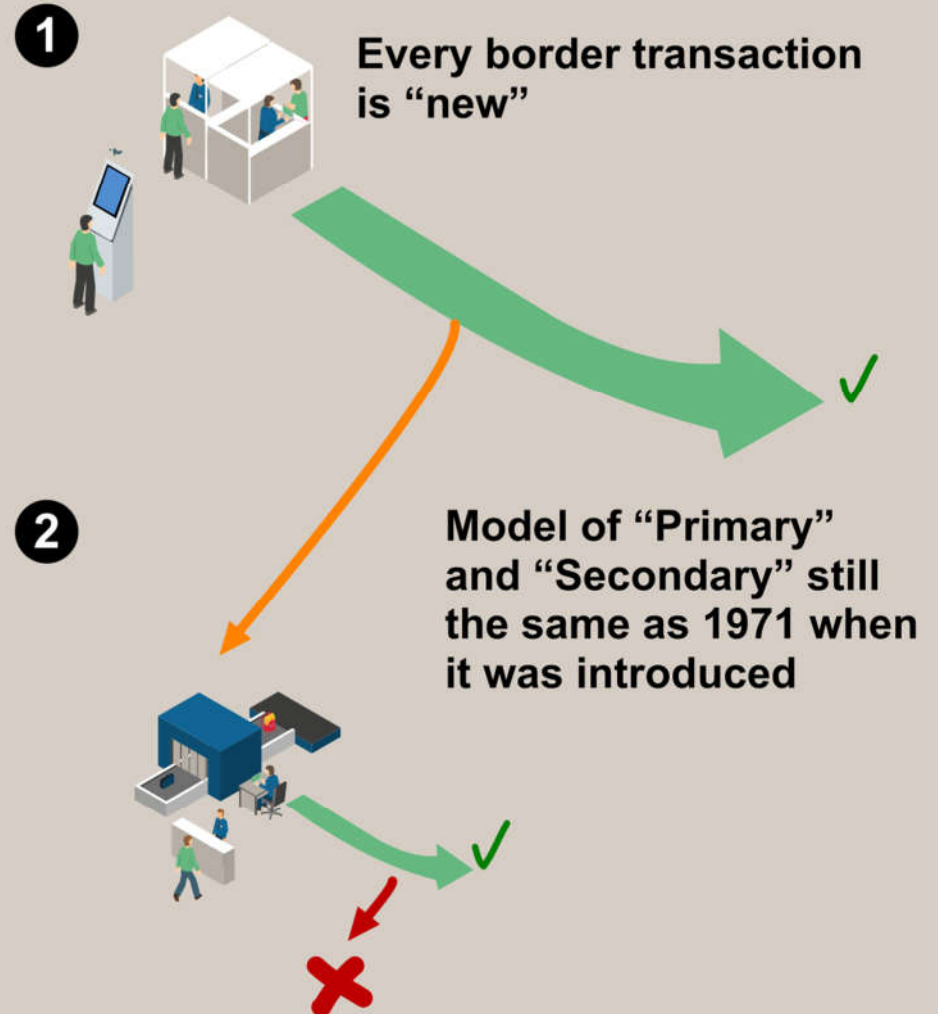 1
Every border transaction
is “new”
2
Model of “Primary”
and “Secondary” still
the same as 1971 when
it was introduced